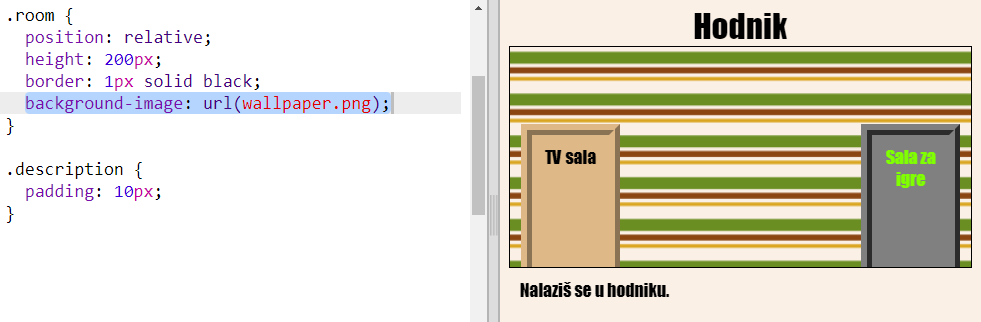 .room {
  position: relative;
  height: 200px;
  border: 1px solid black;
  background-image: url(wallpaper.png);
}

.description {
  padding: 10px;
}
Hodnik
TV sala
Sala za
igre
Nalaziš se u hodniku.